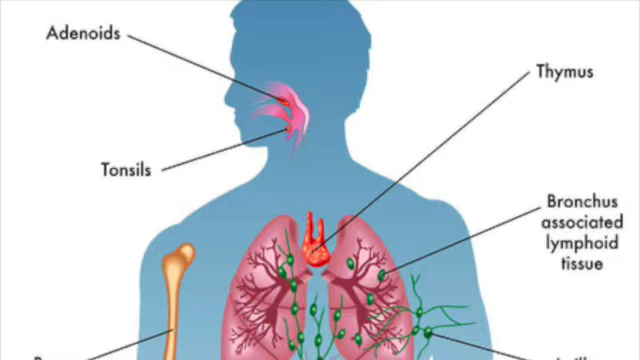 Adenoids
Thymus
Tonsils
Bronchus
associated
lymphoid
tissue